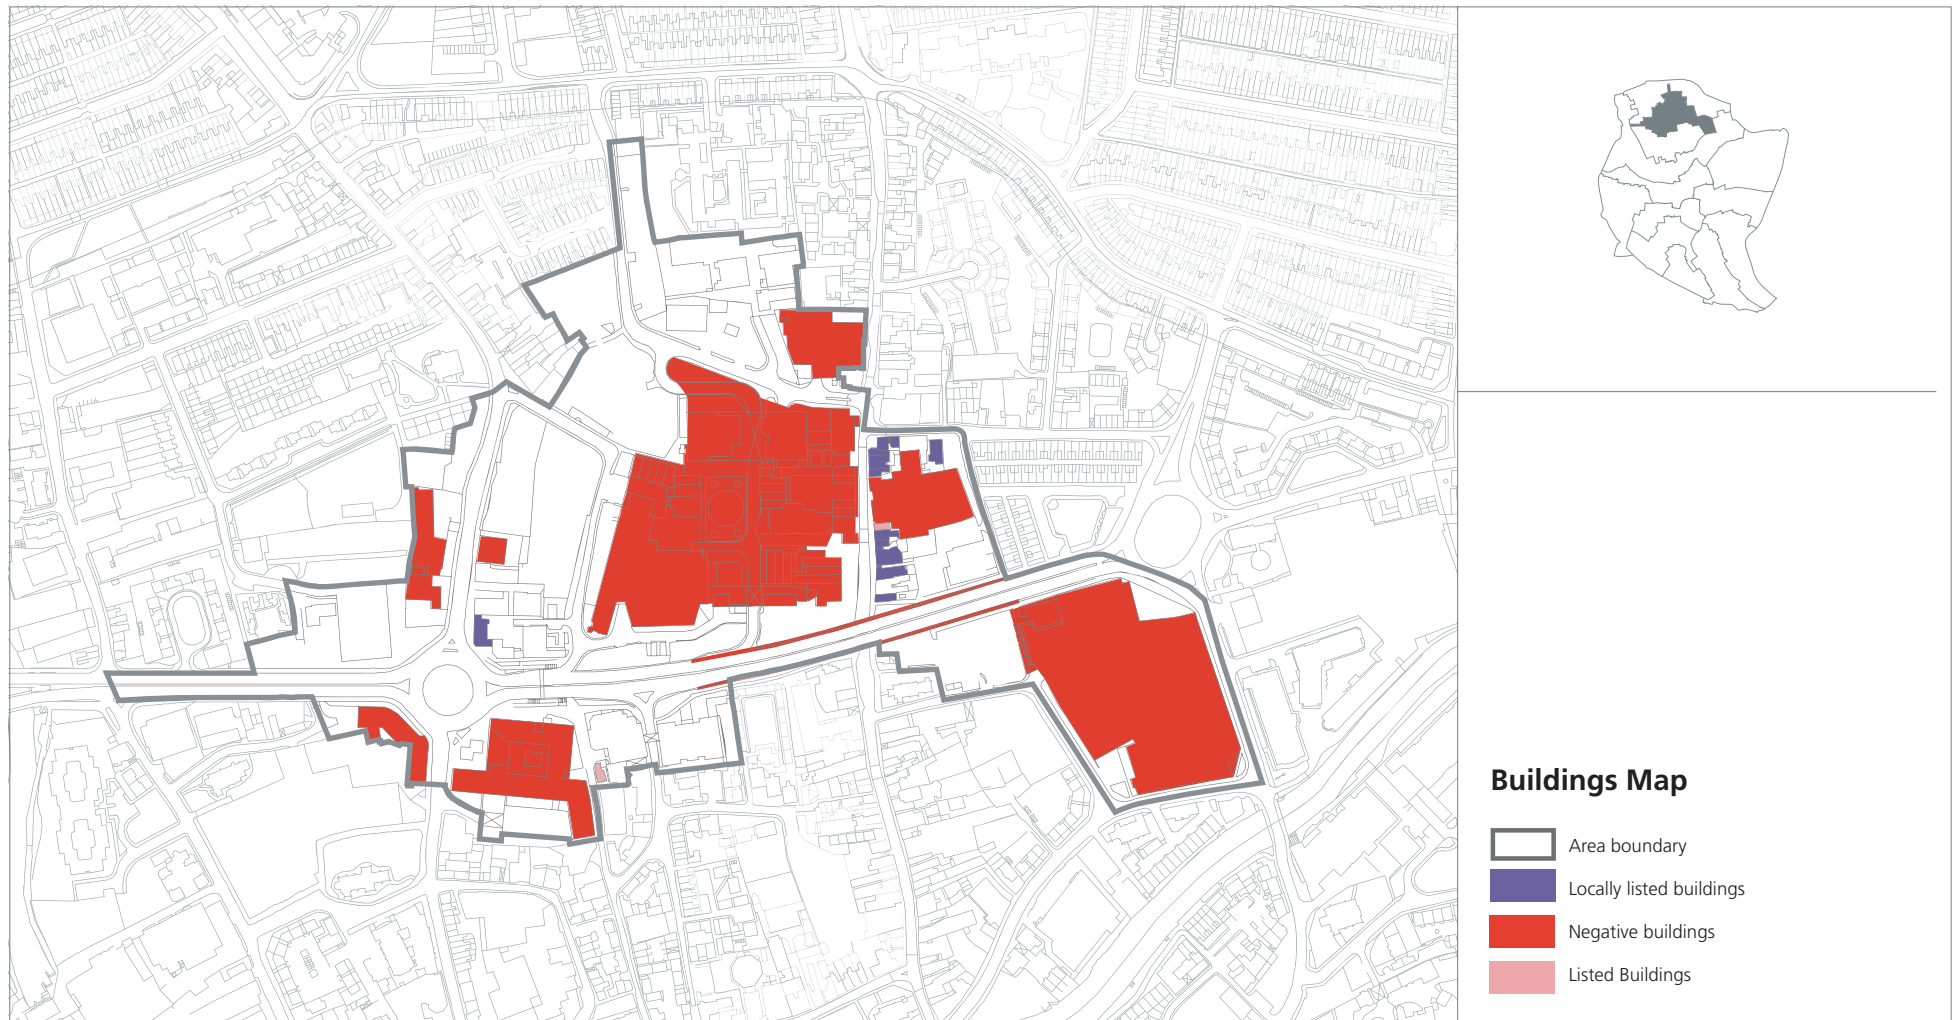 Buildings Map
Area boundary
Locally listed buildings
Negative buildings
Listed Buildings